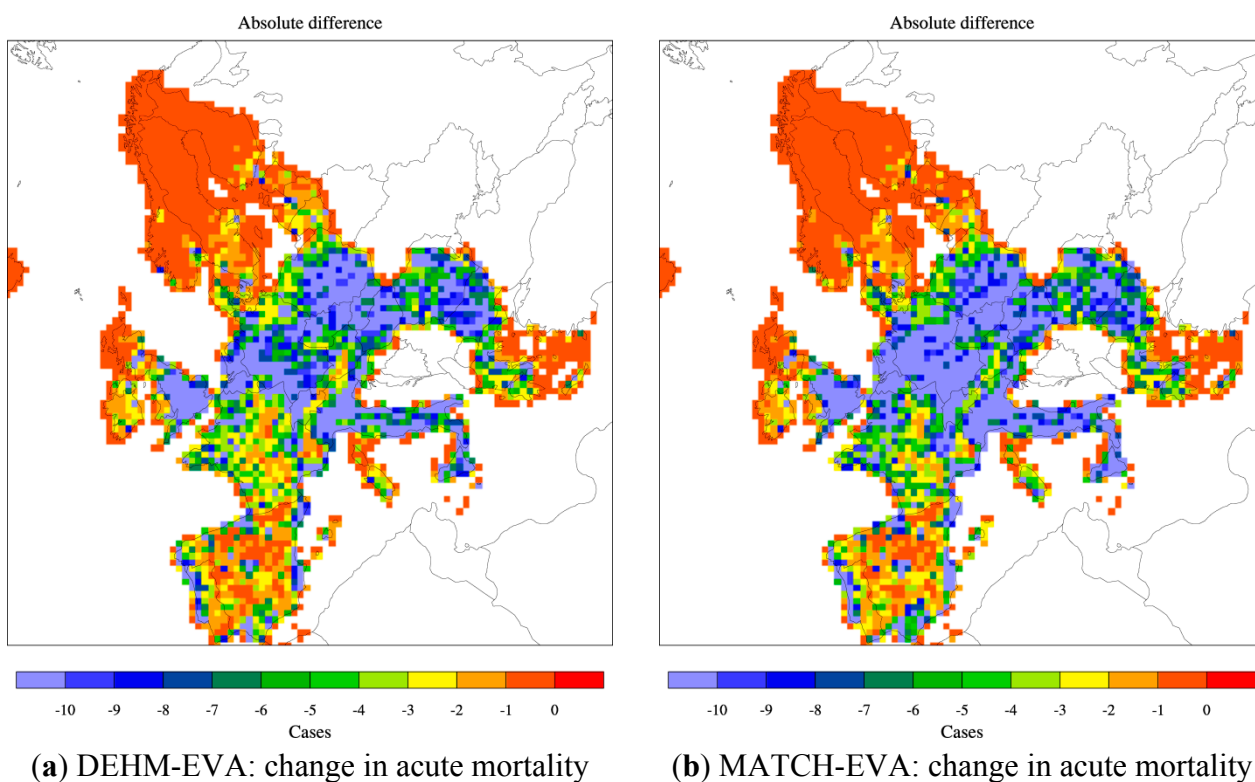 Absolute difference
-10 -9 -8 -7 -6 -5 -4 -3 -2 -1 0
Cases
(a) DEHM-EVA: change in acute mortality
Absolute difference
-10 -9 -8 -7 -6 -5 -4 -3 -2 -1 0
Cases
(b) MATCH-EVA: change in acute mortality